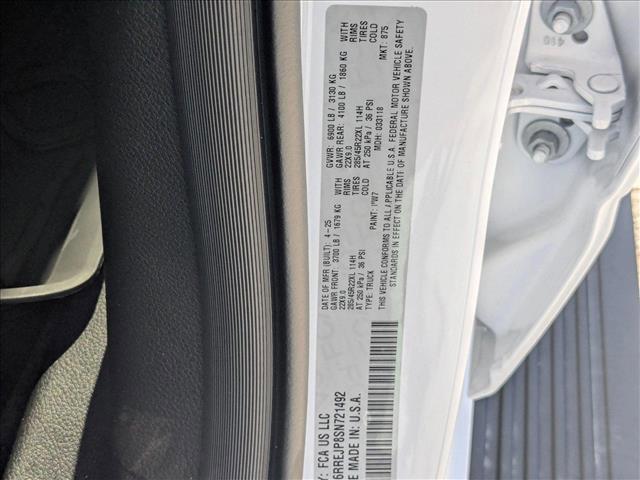 Y: FCA US LLC
6RREJP8SN721492
E MADE IN: U.S.A.
DATE OF MFR (BUILT): 4-25
GAWR FRONT: 3700 LB / 1679 KG WITH
22X9.0 RIMS
285/45R22XL 114H TIRES
AT 250 kPa / 36 PSI COLD
TYPE: TRUCK PAINT: PW7
GVWR: 6900 LB / 3130 KG
GAWR REAR: 4100 LB / 1860 KG WITH
22X9.0 RIMS
285/45R22XL 114H TIRES
AT 250 kPa / 36 PSI COLD
MDH: 033118 MKT: 875
THIS VEHICLE CONFORMS TO ALL APPLICABLE U.S.A. FEDERAL MOTOR VEHICLE SAFETY
STANDARDS IN EFFECT ON THE DATE OF MANUFACTURE SHOWN ABOVE.